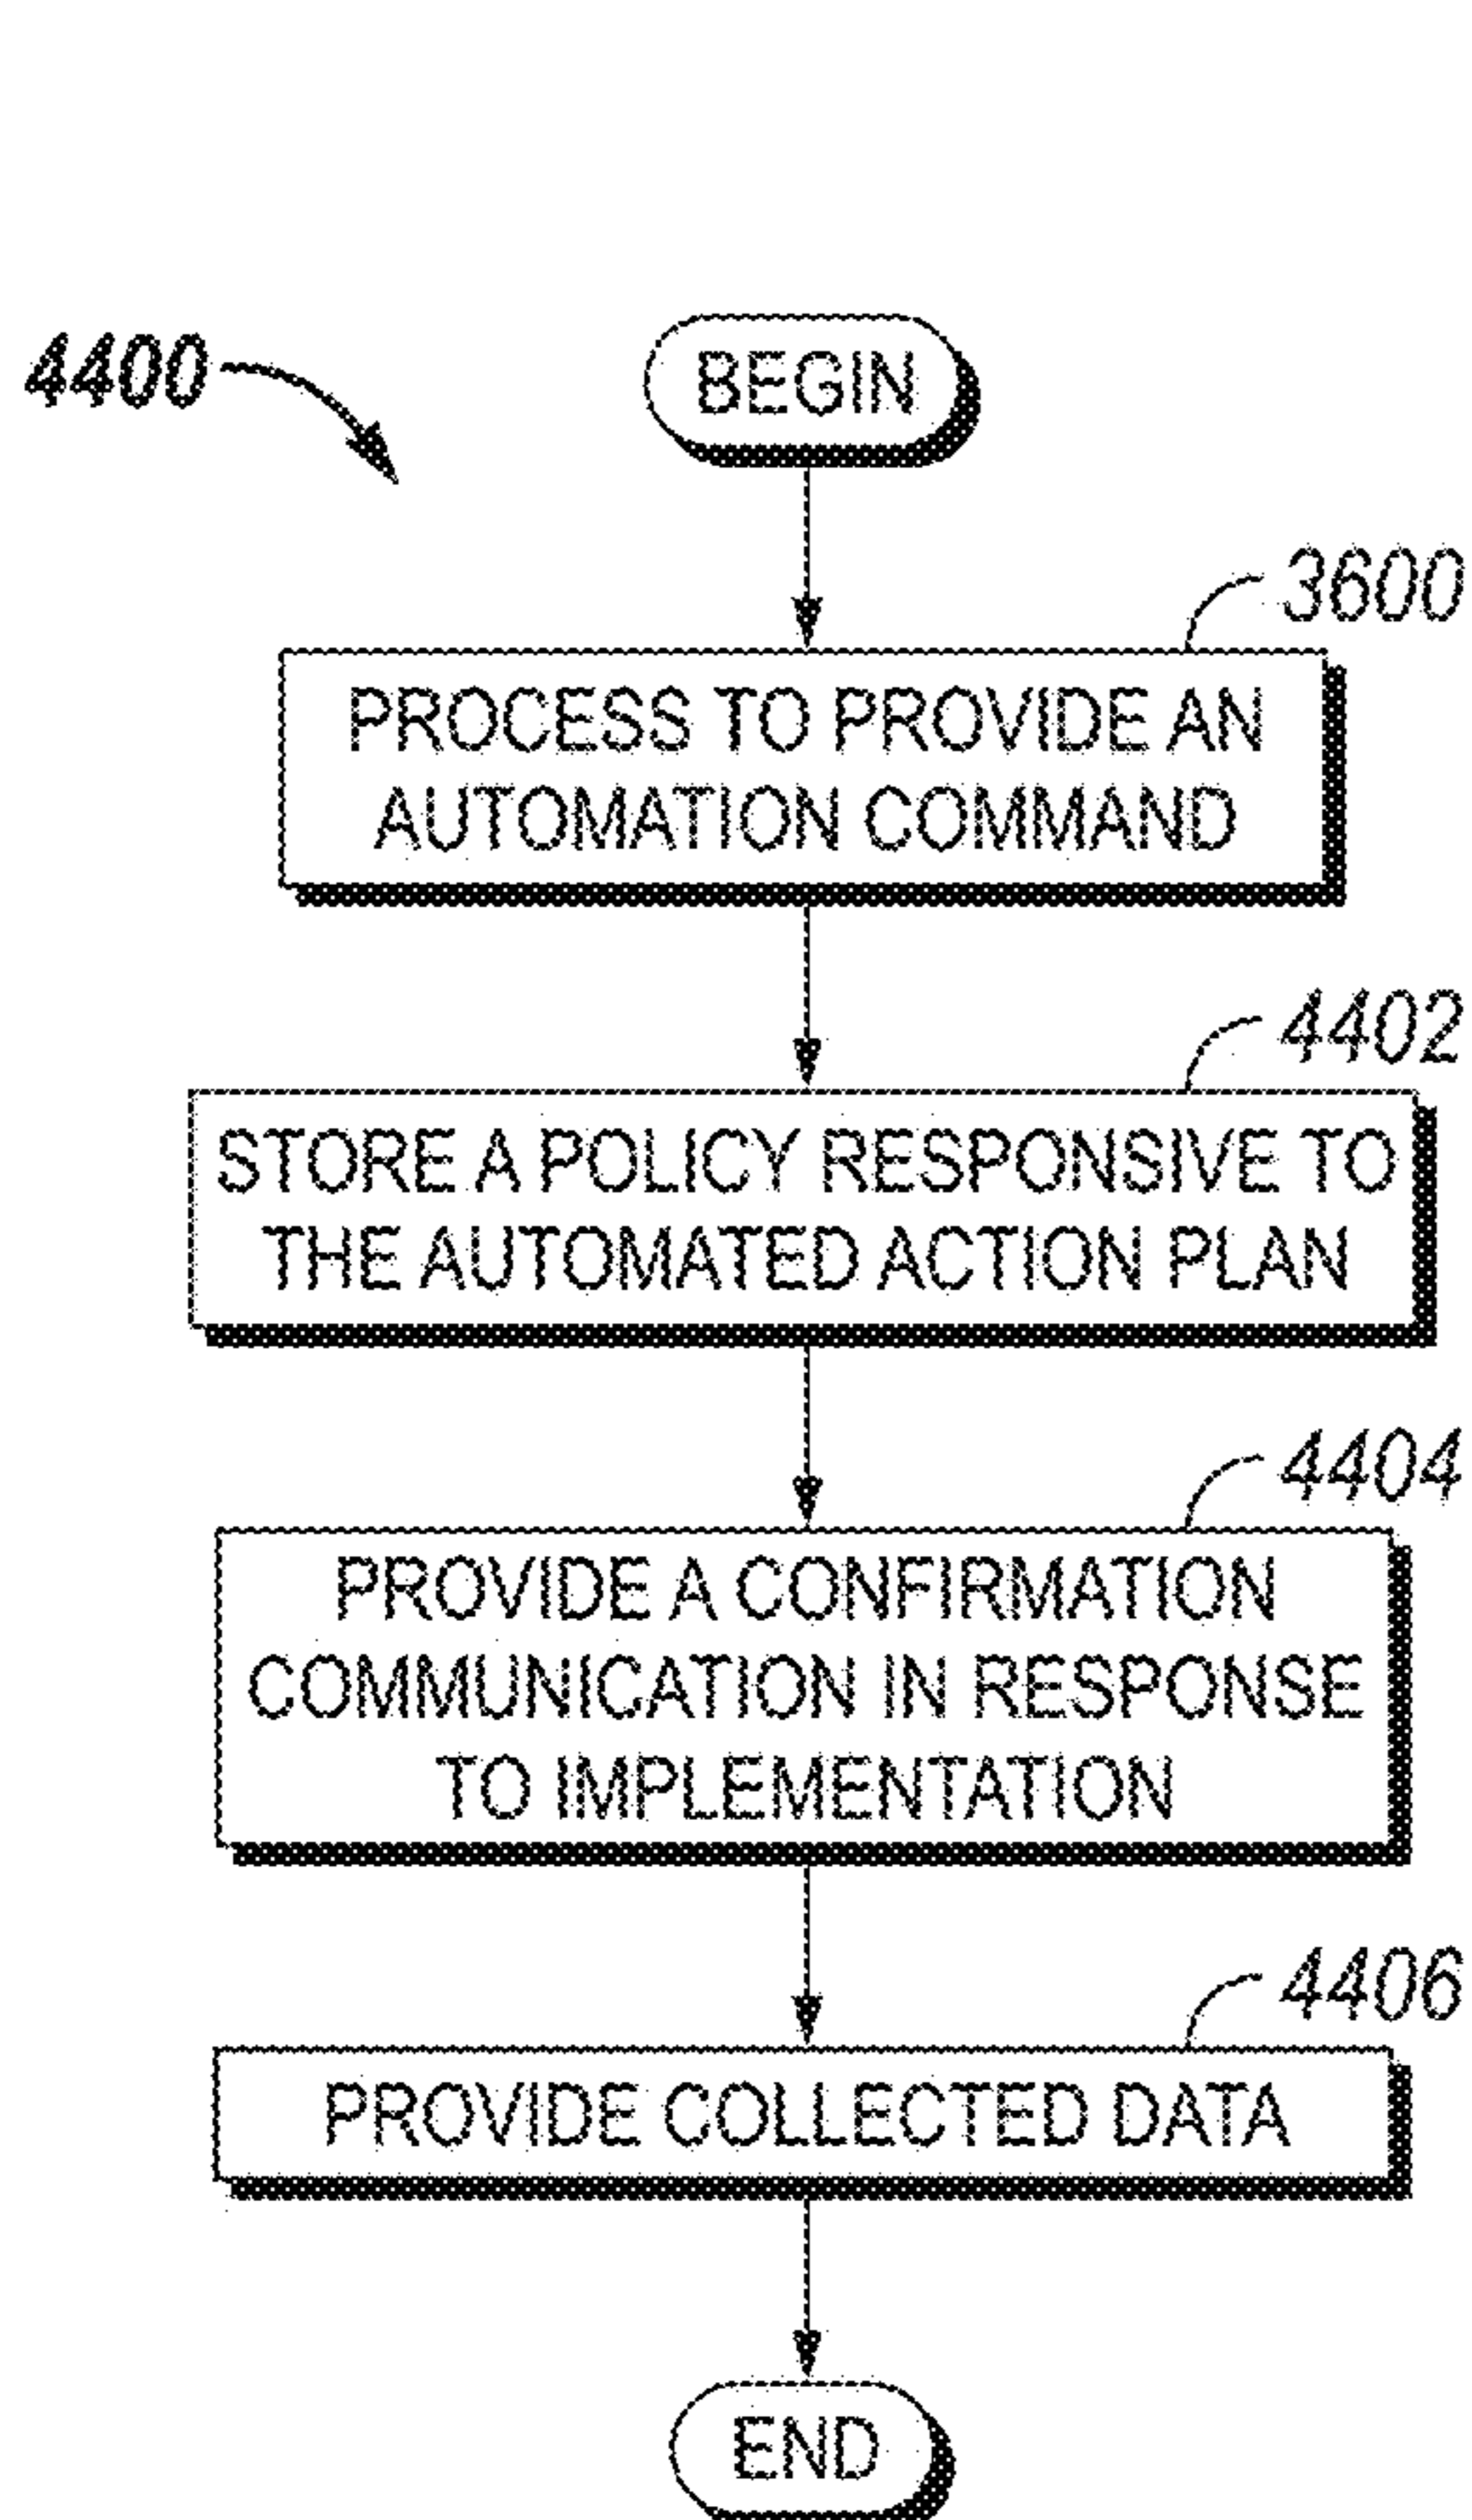 4400
BEGIN
3600
PROCESS TO PROVIDE AN
AUTOMATION COMMAND
4402
STORE A POLICY RESPONSIVE TO
THE AUTOMATED ACTION PLAN
4404
PROVIDE A CONFIRMATION
COMMUNICATION IN RESPONSE
TO IMPLEMENTATION
4406
PROVIDE COLLECTED DATA
END